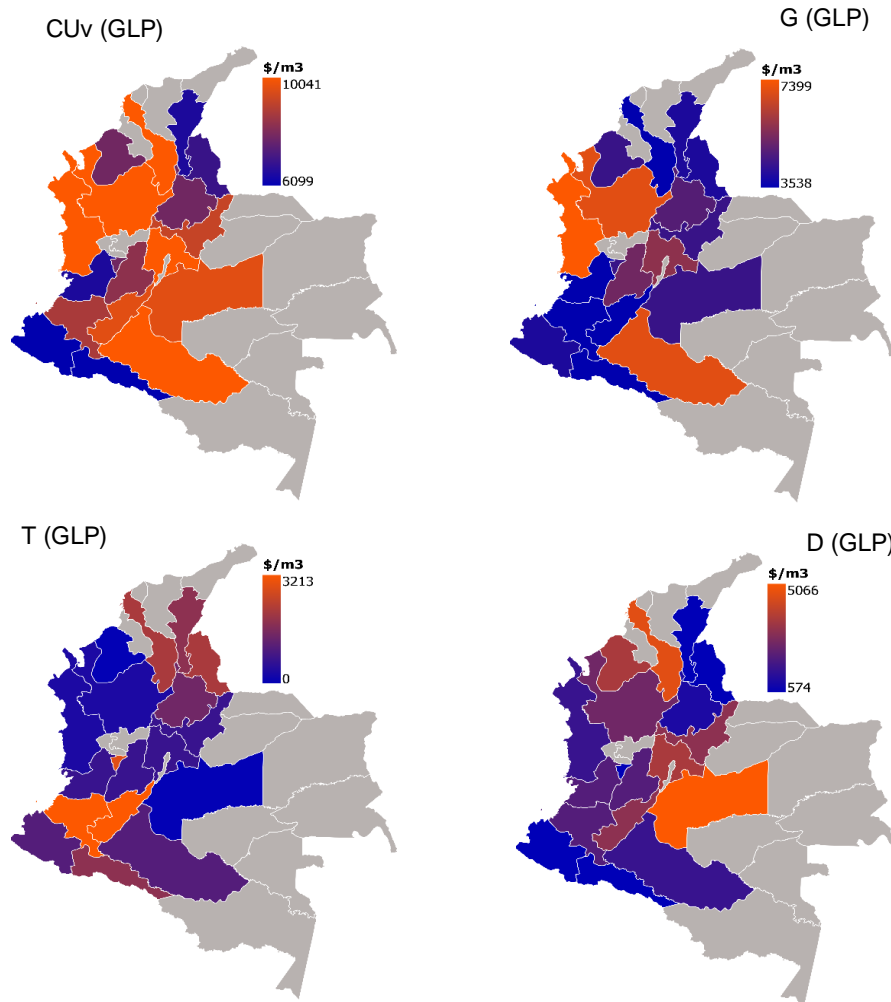 CUv (GLP)
$/m3
10041
6099
G (GLP)
$/m3
7399
3538
T (GLP)
$/m3
3213
0
D (GLP)
$/m3
5066
574